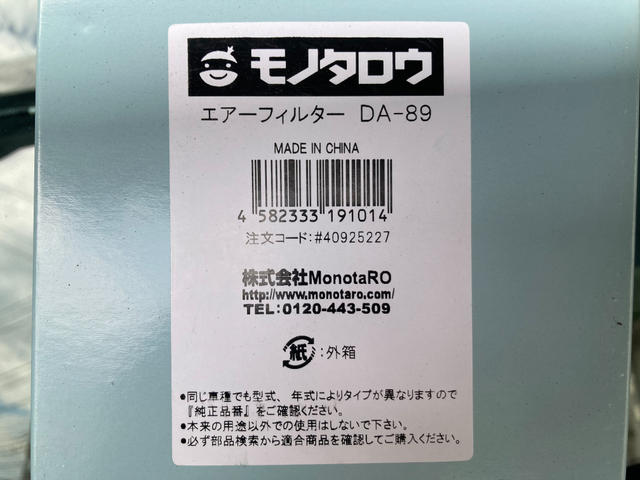 モノタロウ
エアーフィルター DA-89
MADE IN CHINA
4 582333 191014
注文コード:#40925227
株式会社MonotaRO
http://www.monotaro.com/
TEL:0120-443-509
紙:外箱
●同じ車種でも型式、年式によりタイプが異なりますので
『純正品番』をご確認ください。
●本来の用途以外での使用はしないで下さい。
●必ず部品検索から適合商品を確認してご購入ください。